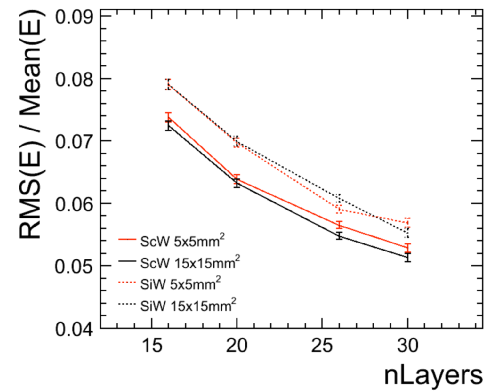 RMS(E) / Mean(E)
0.09
0.08
0.07
0.06
0.05
0.04
ScW 5x5mm²
ScW 15x15mm²
SiW 5x5mm²
SiW 15x15mm²
15 20 25 30
nLayers